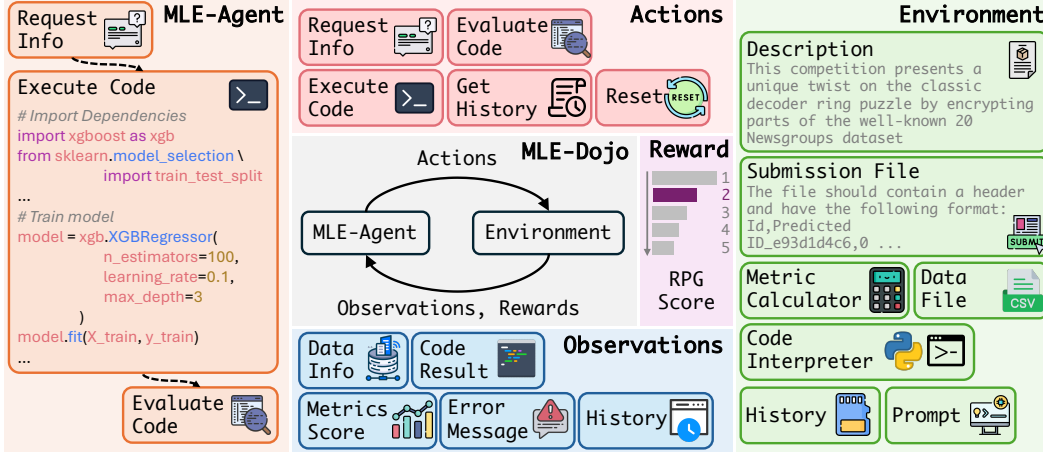 MLE-Agent
Request
Info
Execute Code
>_
# Import Dependencies
import xgboost as xgb
from sklearn.model_selection \
import train_test_split
...
# Train model
model = xgb.XGBRegressor(
n_estimators=100,
learning_rate=0.1,
max_depth=3
)
model.fit(X_train, y_train)
...
Evaluate
Code
Actions
Request
Info
Evaluate
Code
Execute
Code
>_
Get
History
Reset
RESET
MLE-Dojo
Actions
MLE-Agent
Environment
Observations, Rewards
Reward
1
2
3
4
5
RPG
Score
Observations
Data
Info
Code
Result
Metrics
Score
Error
Message
History
Environment
Description
This competition presents a
unique twist on the classic
decoder ring puzzle by encrypting
parts of the well-known 20
Newsgroups dataset
Submission File
The file should contain a header
and have the following format:
Id,Predicted
ID_e93d1d4c6,0 ...
SUBMIT
Metric
Calculator
Data
File
CSV
Code
Interpreter
>-
History
Prompt